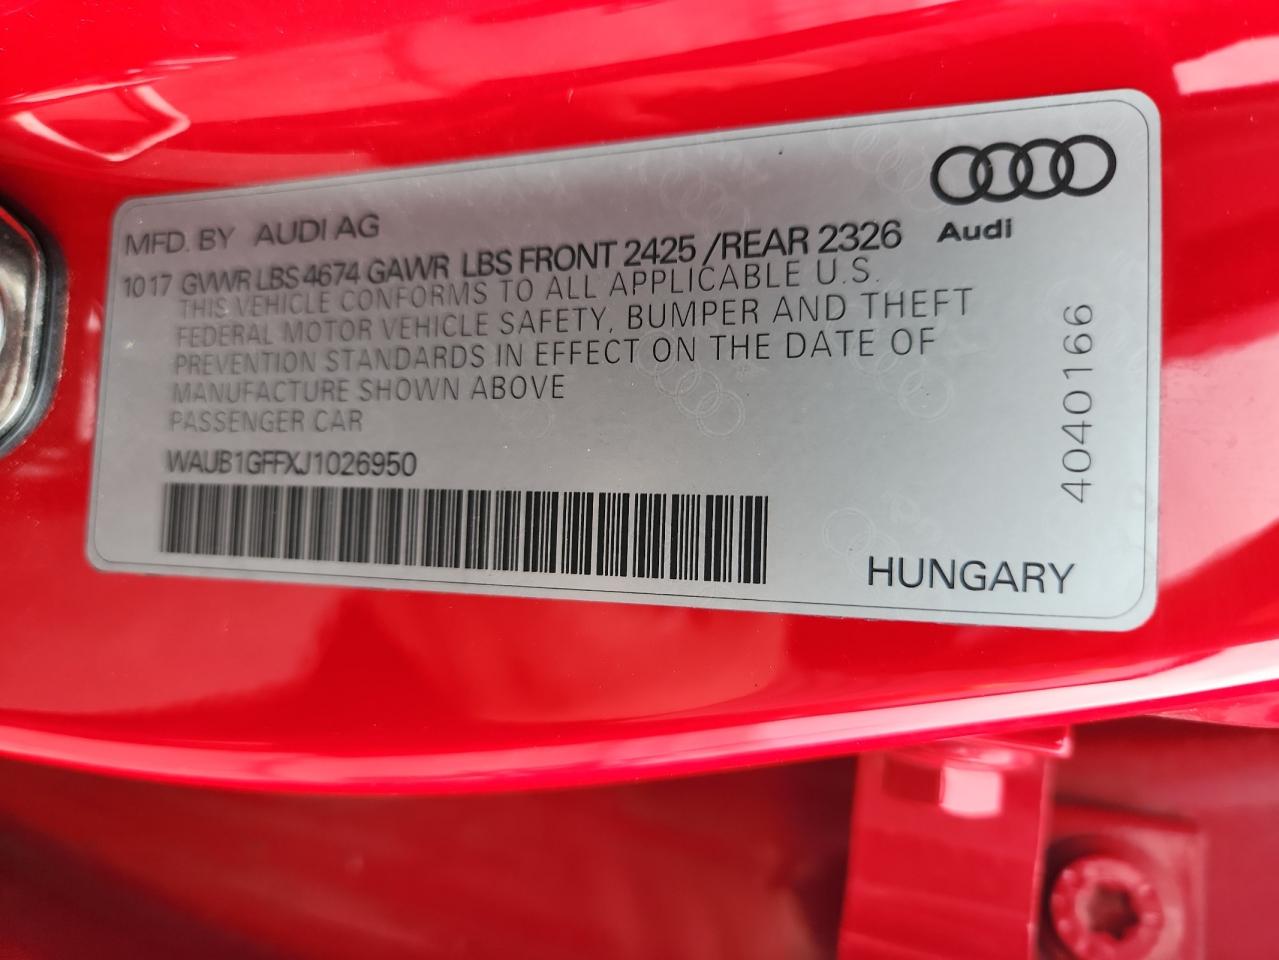 MFD. BY AUDI AG
10 17 GVWR LBS 4674 GAWR LBS FRONT 2425 /REAR 2326
THIS VEHICLE CONFORMS TO ALL APPLICABLE U.S.
FEDERAL MOTOR VEHICLE SAFETY, BUMPER AND THEFT
PREVENTION STANDARDS IN EFFECT ON THE DATE OF
MANUFACTURE SHOWN ABOVE
PASSENGER CAR
WAUB1GFFXJ1026950
Audi
4040166
HUNGARY